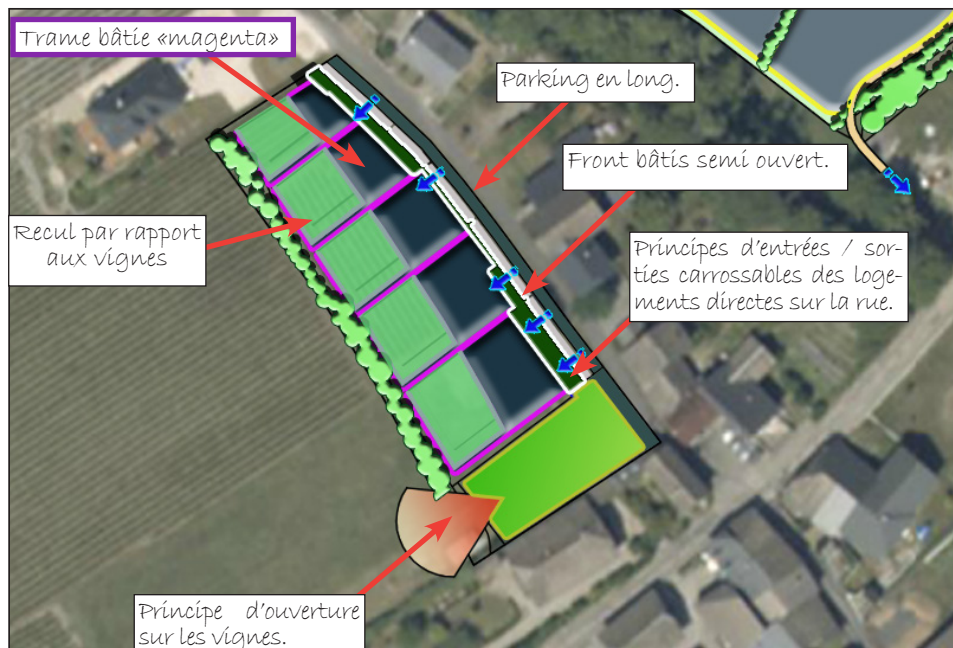 Trame bâtie «magenta»
Parking en long.
Front bâtis semi ouvert.
Recul par rapport
aux vignes
Principes d'entrées / sor-
ties carrossables des loge-
ments directes sur la rue.
Principe d'ouverture
sur les vignes.